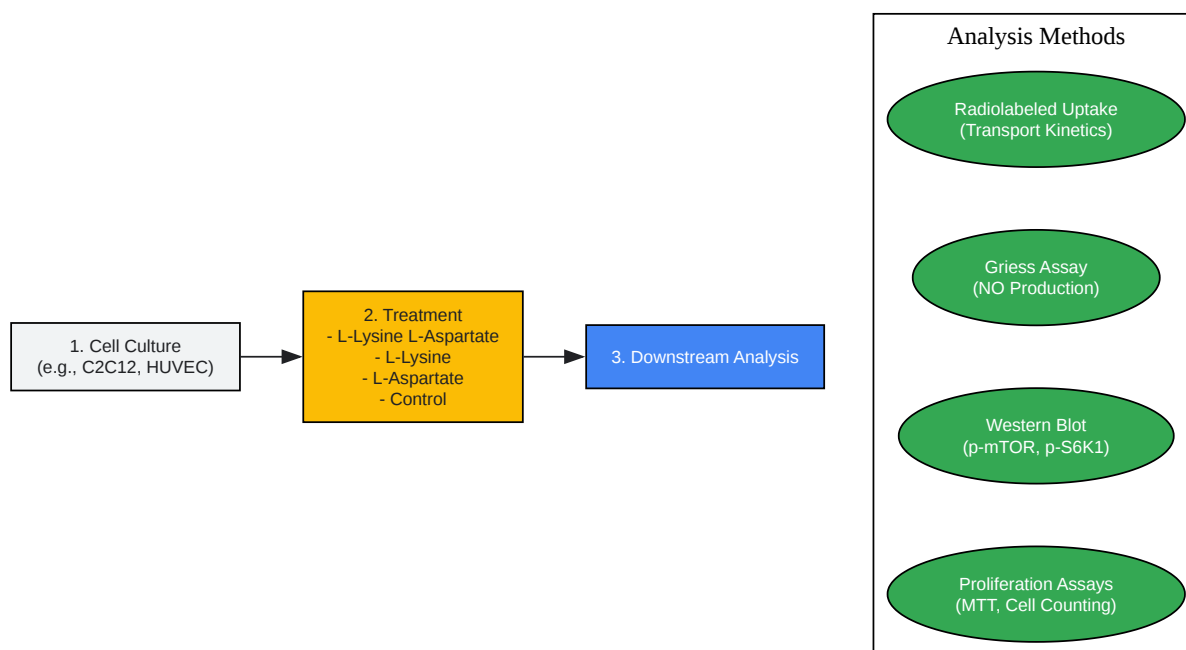 1. Cell Culture
(e.g., C2C12, HUVEC)
2. Treatment
- L-Lysine L-Aspartate
- L-Lysine
- L-Aspartate
- Control
3. Downstream Analysis
Analysis Methods
Radiolabeled Uptake
(Transport Kinetics)
Griess Assay
(NO Production)
Western Blot
(p-mTOR, p-S6K1)
Proliferation Assays
(MTT, Cell Counting)